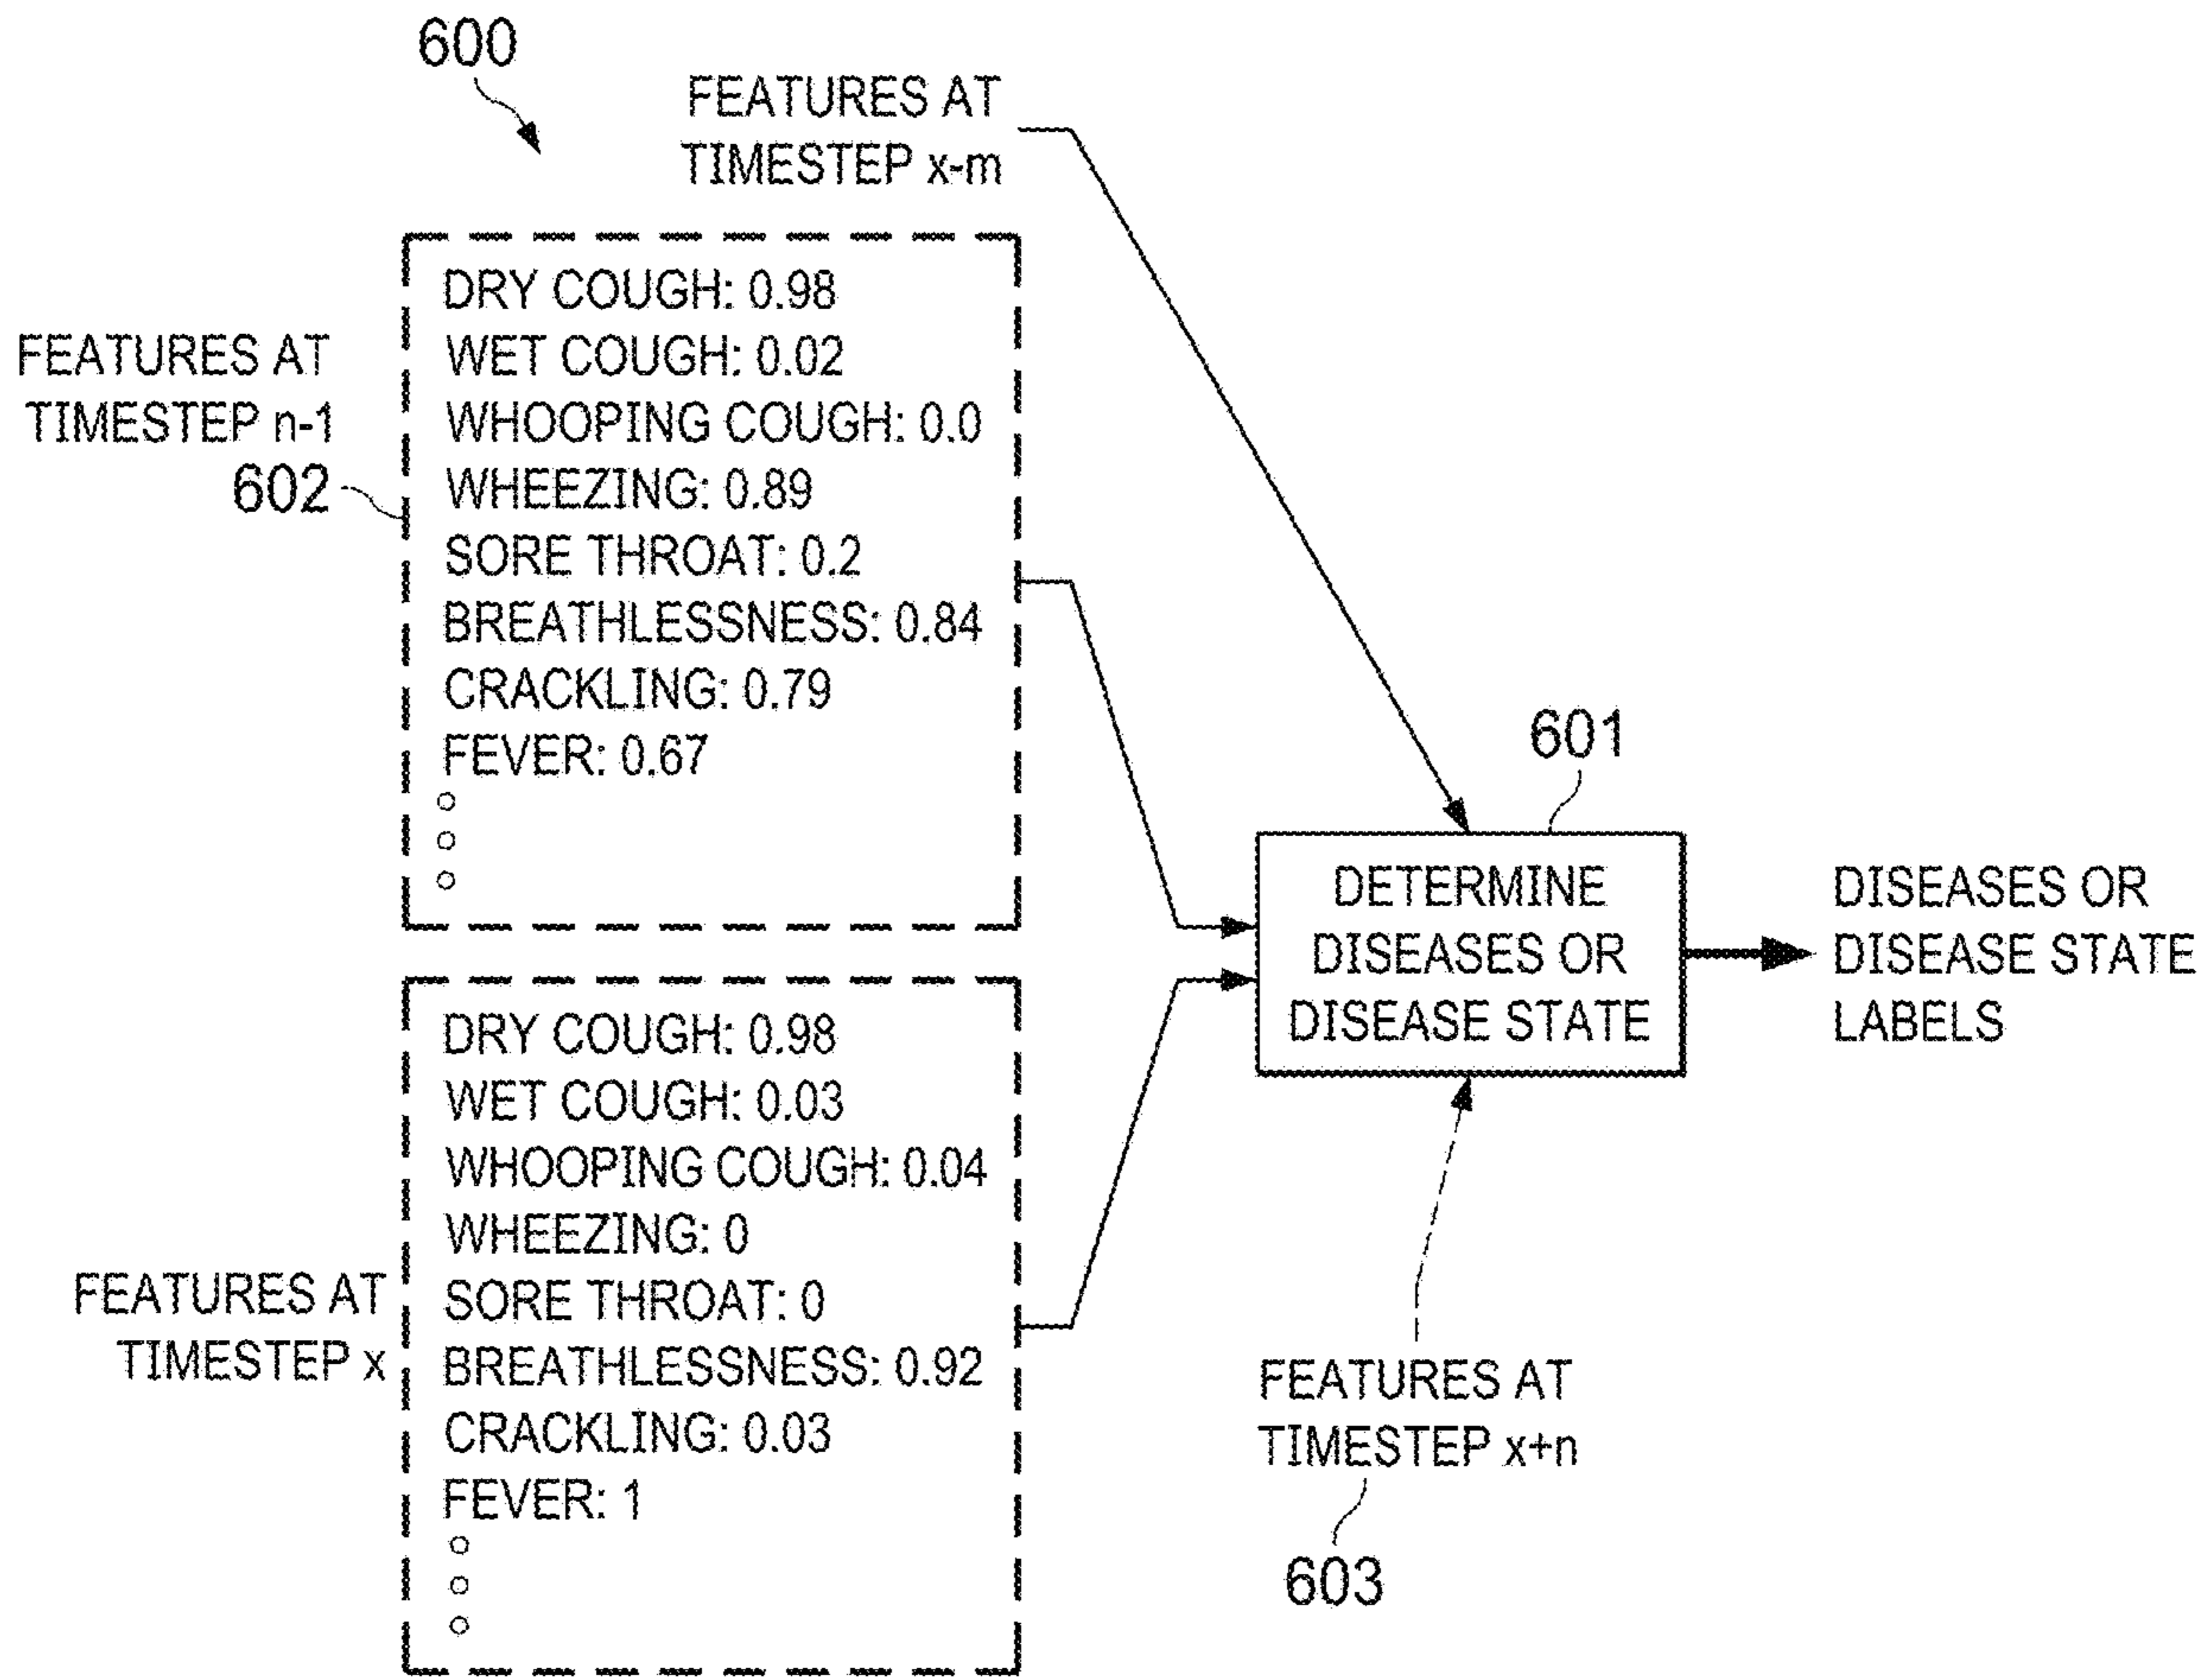 600
FEATURES AT
TIMESTEP x-m
FEATURES AT
TIMESTEP n-1
602
DRY COUGH: 0.98
WET COUGH: 0.02
WHOOPING COUGH: 0.0
WHEEZING: 0.89
SORE THROAT: 0.2
BREATHLESSNESS: 0.84
CRACKLING: 0.79
FEVER: 0.67
FEATURES AT
TIMESTEP x
DRY COUGH: 0.98
WET COUGH: 0.03
WHOOPING COUGH: 0.04
WHEEZING: 0
SORE THROAT: 0
BREATHLESSNESS: 0.92
CRACKLING: 0.03
FEVER: 1
601
DETERMINE
DISEASES OR
DISEASE STATE
DISEASES OR
DISEASE STATE
LABELS
FEATURES AT
TIMESTEP x+n
603